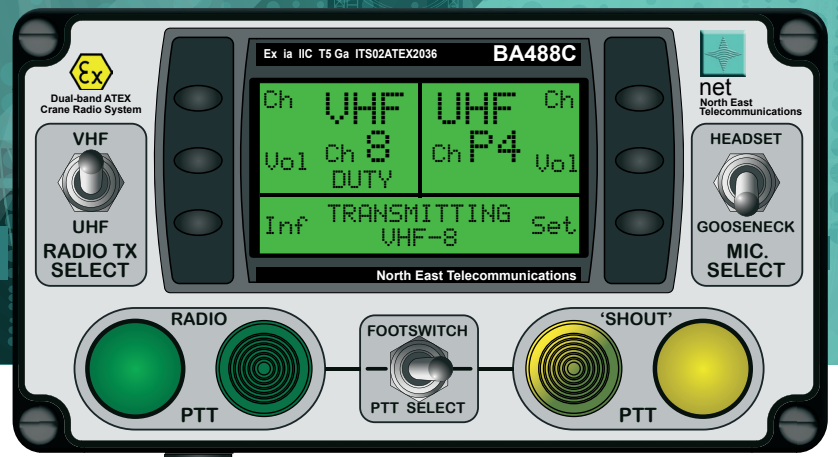 Ex ia IIC T5 Ga ITS02ATEX2036 BA488C
Ex
Dual-band ATEX
Crane Radio System
VHF
UHF
RADIO TX
SELECT
Ch VHF
Vol Ch 8
DUTY
UHF Ch
Ch P4 Vol
Inf TRANSMITTING Set
VHF-8
North East Telecommunications
net
North East
Telecommunications
HEADSET
GOOSENECK
MIC.
SELECT
RADIO
PTT
FOOTSWITCH
PTT SELECT
'SHOUT'
PTT